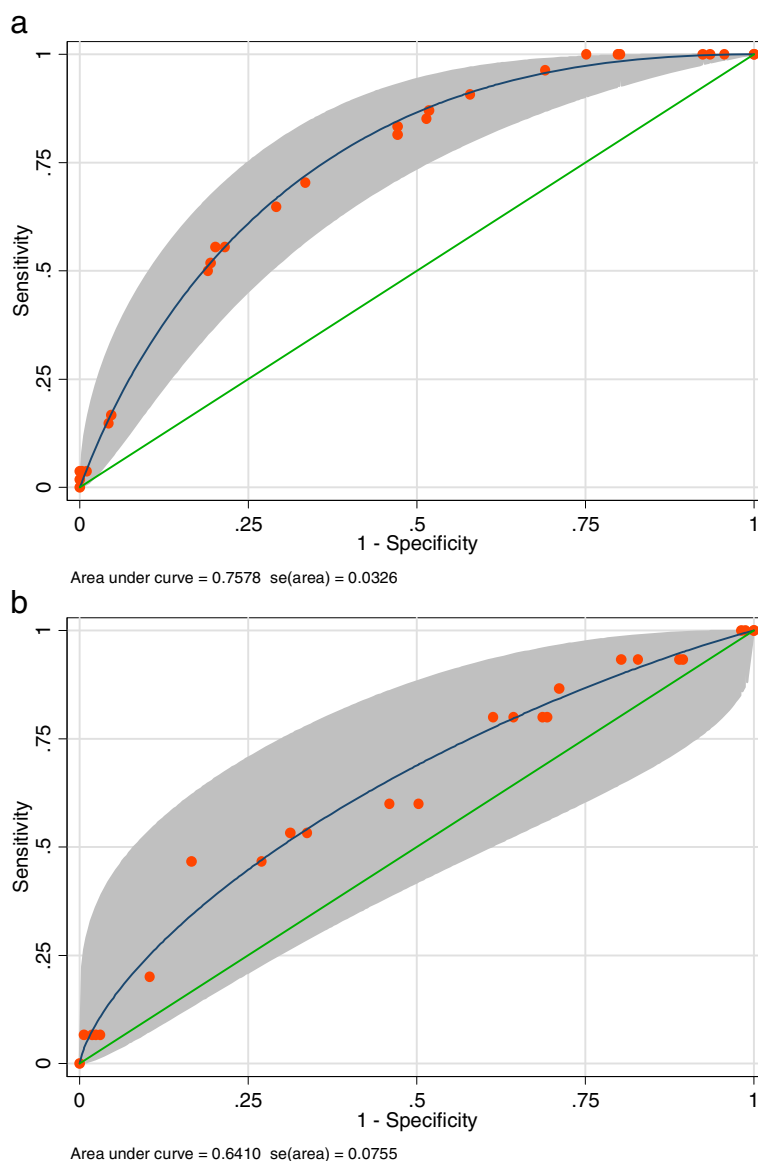 a
1
.75
.5
.25
0
Sensitivity
0 .25 .5 .75 1
1 - Specificity
Area under curve = 0.7578 se(area) = 0.0326
b
1
.75
.5
.25
0
Sensitivity
0 .25 .5 .75 1
1 - Specificity
Area under curve = 0.6410 se(area) = 0.0755